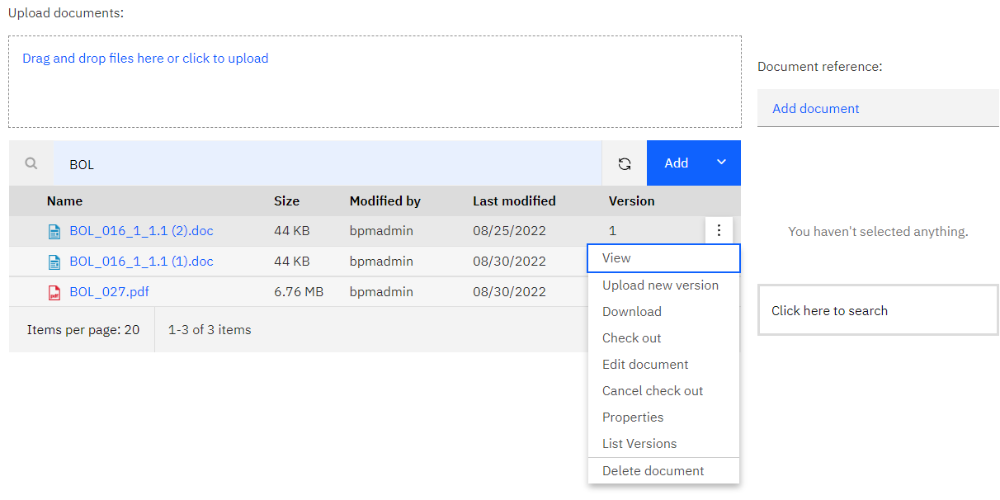 Upload documents:
Drag and drop files here or click to upload
Document reference:
Add document
BOL
Add
Name Size Modified by Last modified Version
BOL_016_1_1.1 (2).doc 44 KB bpmadmin 08/25/2022 1
BOL_016_1_1.1 (1).doc 44 KB bpmadmin 08/30/2022
BOL_027.pdf 6.76 MB bpmadmin 08/30/2022
Items per page: 20 1-3 of 3 items
View
Upload new version
Download
Check out
Edit document
Cancel check out
Properties
List Versions
Delete document
You haven't selected anything.
Click here to search